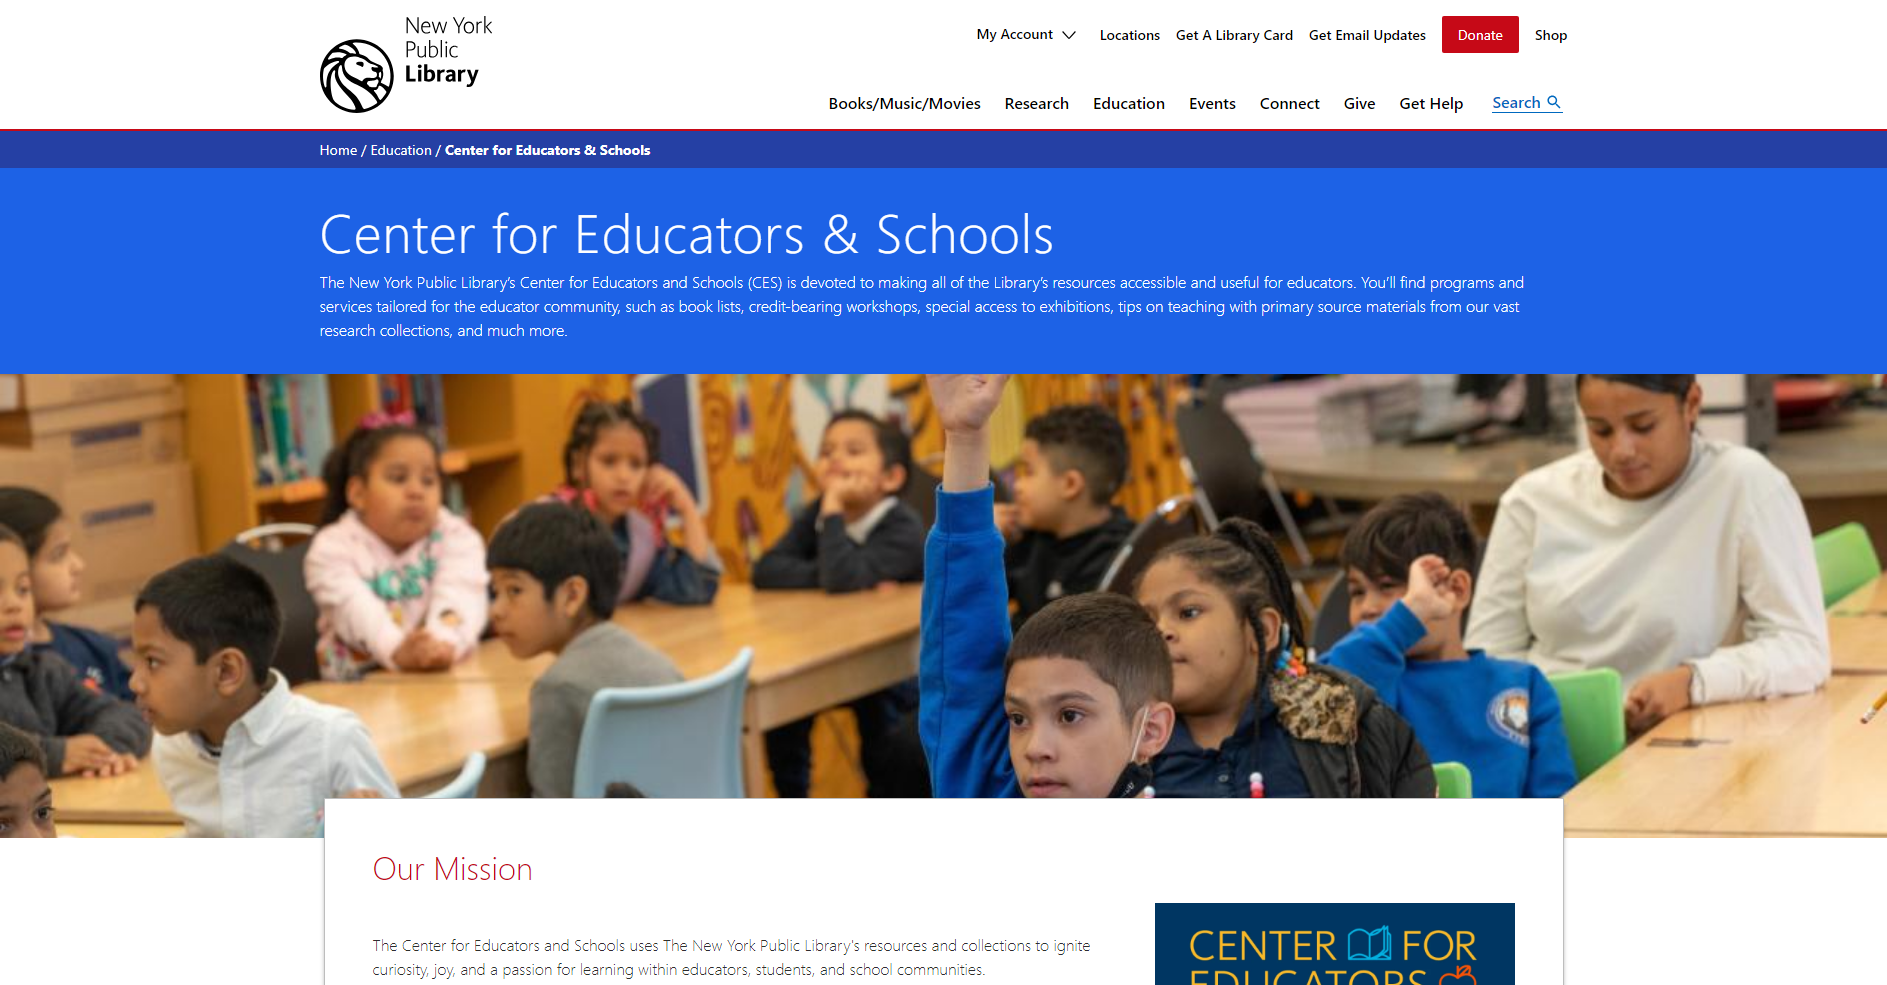 New York
Public
Library
My Account
Locations
Get A Library Card
Get Email Updates
Donate
Shop
Books/Music/Movies
Research
Education
Events
Connect
Give
Get Help
Search
Home / Education / Center for Educators & Schools
Center for Educators & Schools
The New York Public Library’s Center for Educators and Schools (CES) is devoted to making all of the Library’s resources accessible and useful for educators. You’ll find programs and
services tailored for the educator community, such as book lists, credit-bearing workshops, special access to exhibitions, tips on teaching with primary source materials from our vast
research collections, and much more.
Our Mission
The Center for Educators and Schools uses The New York Public Library’s resources and collections to ignite
curiosity, joy, and a passion for learning within educators, students, and school communities.
CENTER FOR
EDUCATORS